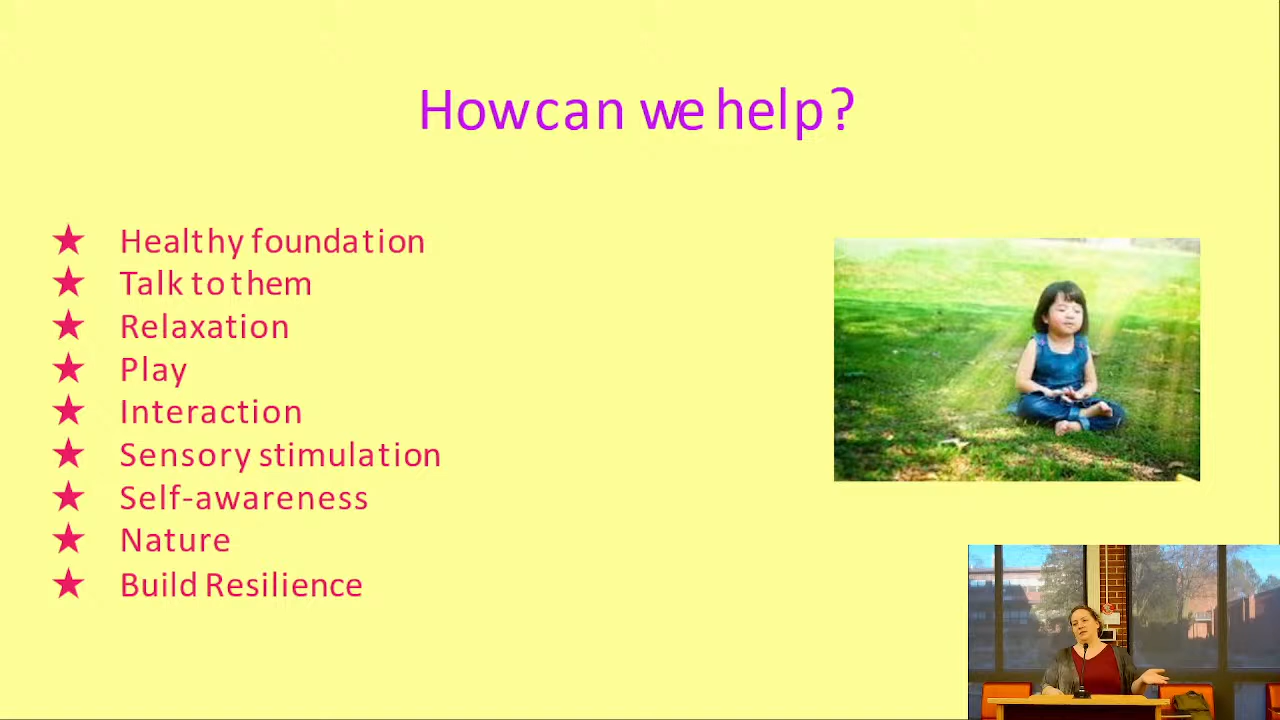 How can we help?
Healthy foundation
Talk to them
Relaxation
Play
Interaction
Sensory stimulation
Self-awareness
Nature
Build Resilience